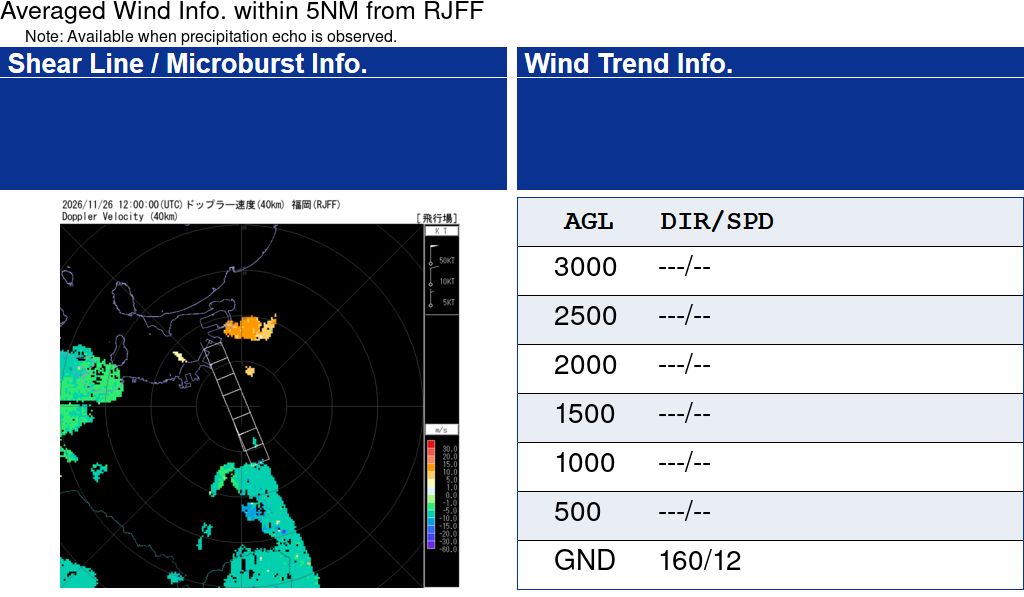 Averaged Wind Info. within 5NM from RJFF
Note: Available when precipitation echo is observed.
Shear Line / Microburst Info.
Wind Trend Info.
2026/11/26 12:00:00(UTC) ドップラー速度(40km) 福岡(RJFF)
Doppler Velocity (40km)
[飛行場]
KT
50KT
10KT
5KT
m/s
30.0
20.0
15.0
10.0
5.0
1.0
0.0
-1.0
-5.0
-10.0
-15.0
-20.0
-30.0
-60.0
AGL DIR/SPD
3000 ---/--
2500 ---/--
2000 ---/--
1500 ---/--
1000 ---/--
500 ---/--
GND 160/12